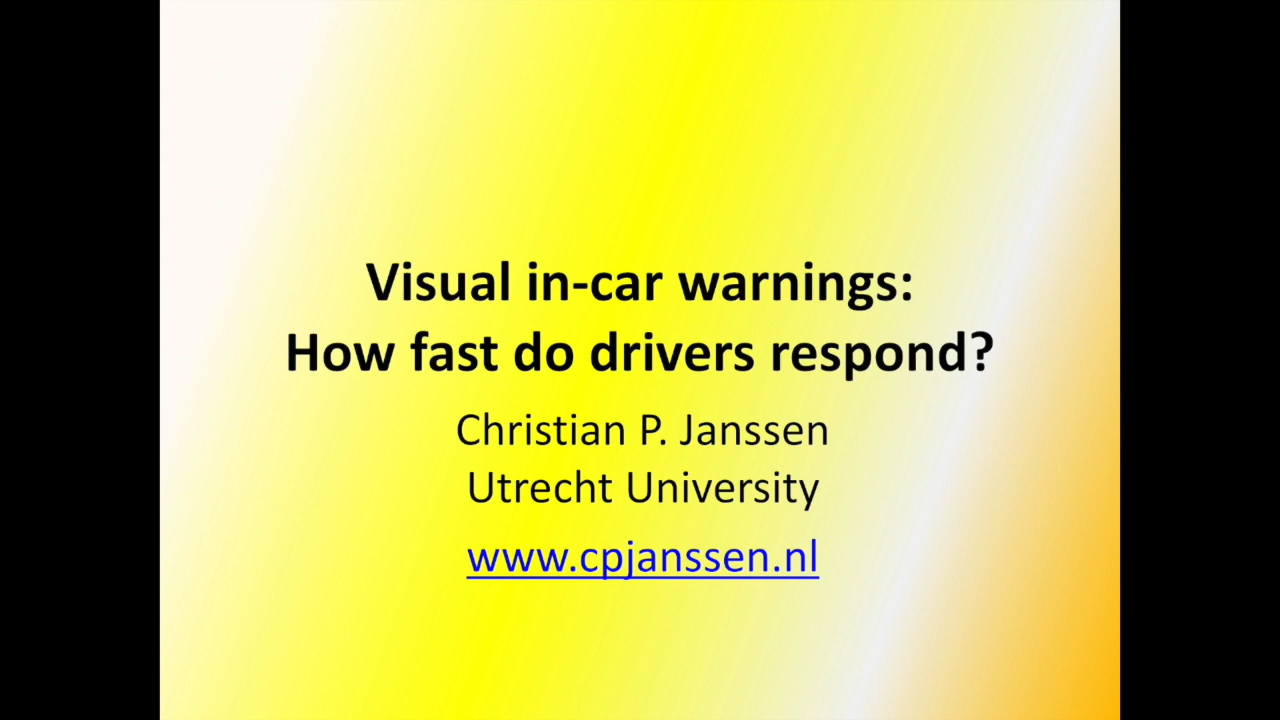 Visual in-car warnings:
How fast do drivers respond?
Christian P. Janssen
Utrecht University
www.cpjanssen.nl